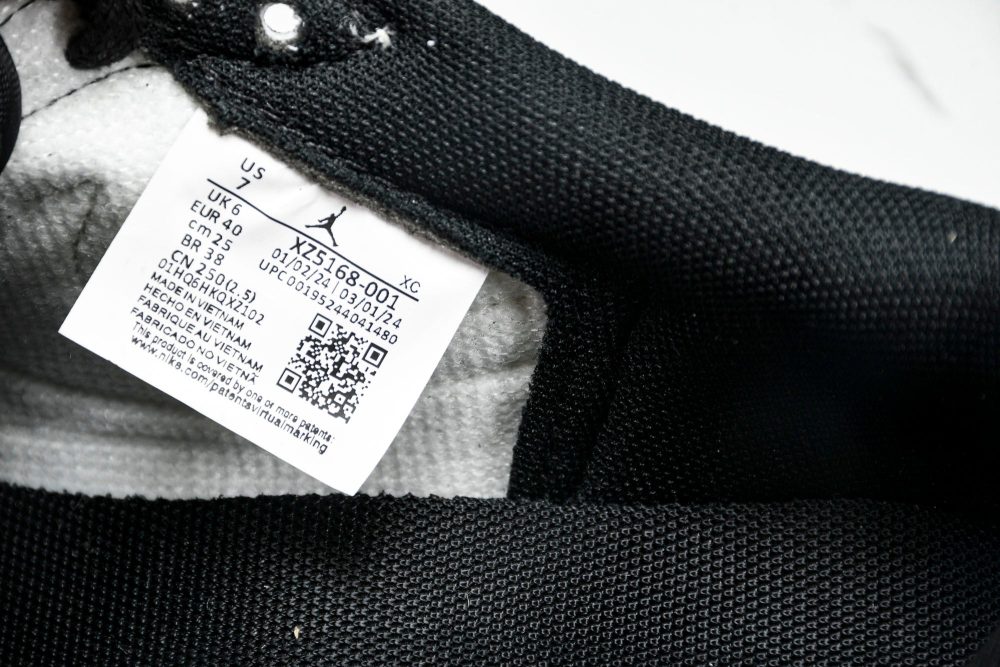 US
7
UK 6
EUR 40
cm 25
BR 38
CN 250(2.5)
01HQ6HKQXZ102
MADE IN VIETNAM
HECHO EN VIETNAM
FABRIQUE AU VIETNAM
FABRICADO NO VIETNÃ
This product is covered by one or more patents:
www.nike.com/patentsvirtualmarking
XZ5168-001
XC
01/02/24 | 03/01/24
UPC 00195244041480